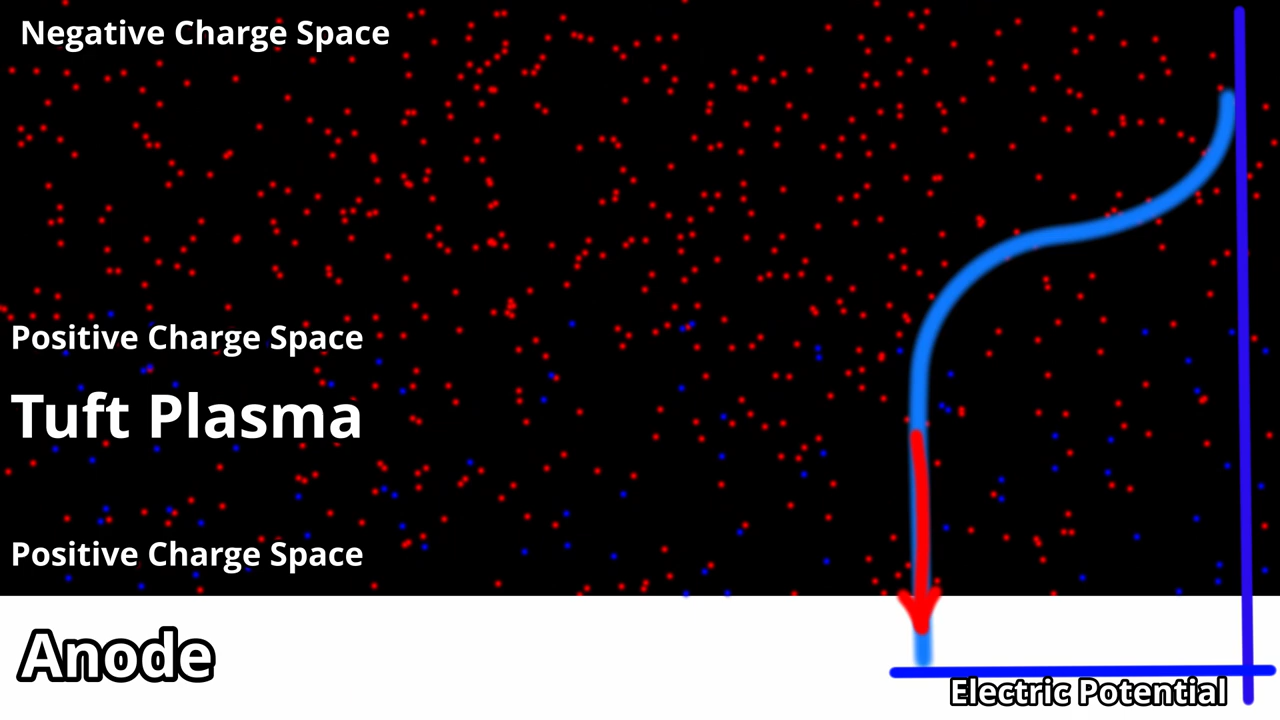 Negative Charge Space
Positive Charge Space
Tuft Plasma
Positive Charge Space
Anode
Electric Potential